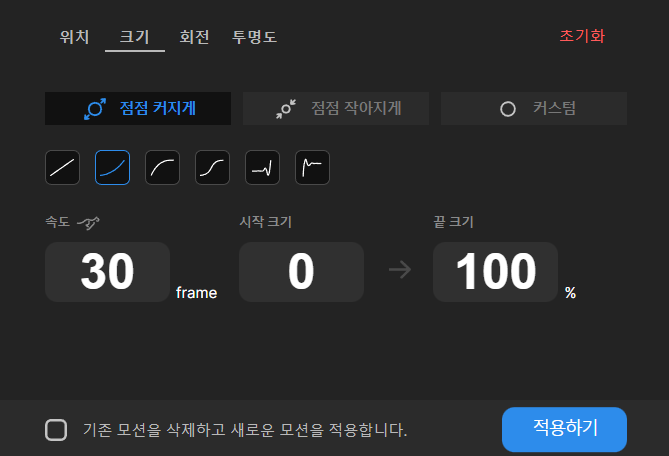 위치 크기 회전 투명도 초기화
점점 커지게 점점 작아지게 커스텀
속도 시작 크기 끝 크기
30 frame 0 → 100 %
기존 모션을 삭제하고 새로운 모션을 적용합니다. 적용하기